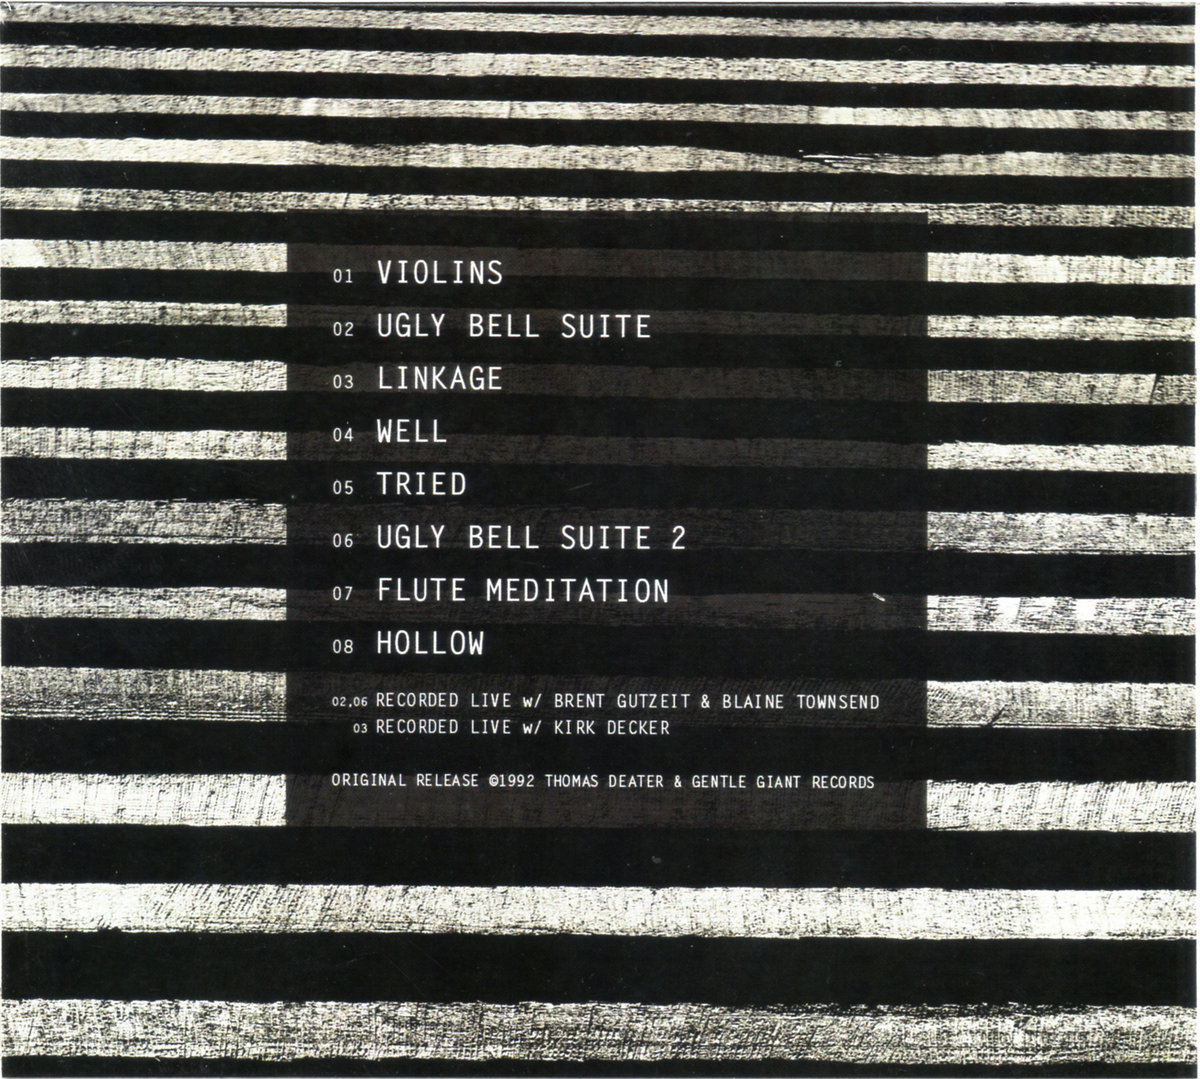 01 VIOLINS
02 UGLY BELL SUITE
03 LINKAGE
04 WELL
05 TRIED
06 UGLY BELL SUITE 2
07 FLUTE MEDITATION
08 HOLLOW
02,06 RECORDED LIVE w/ BRENT GUTZEIT & BLAINE TOWNSEND
03 RECORDED LIVE w/ KIRK DECKER
ORIGINAL RELEASE ©1992 THOMAS DEATER & GENTLE GIANT RECORDS